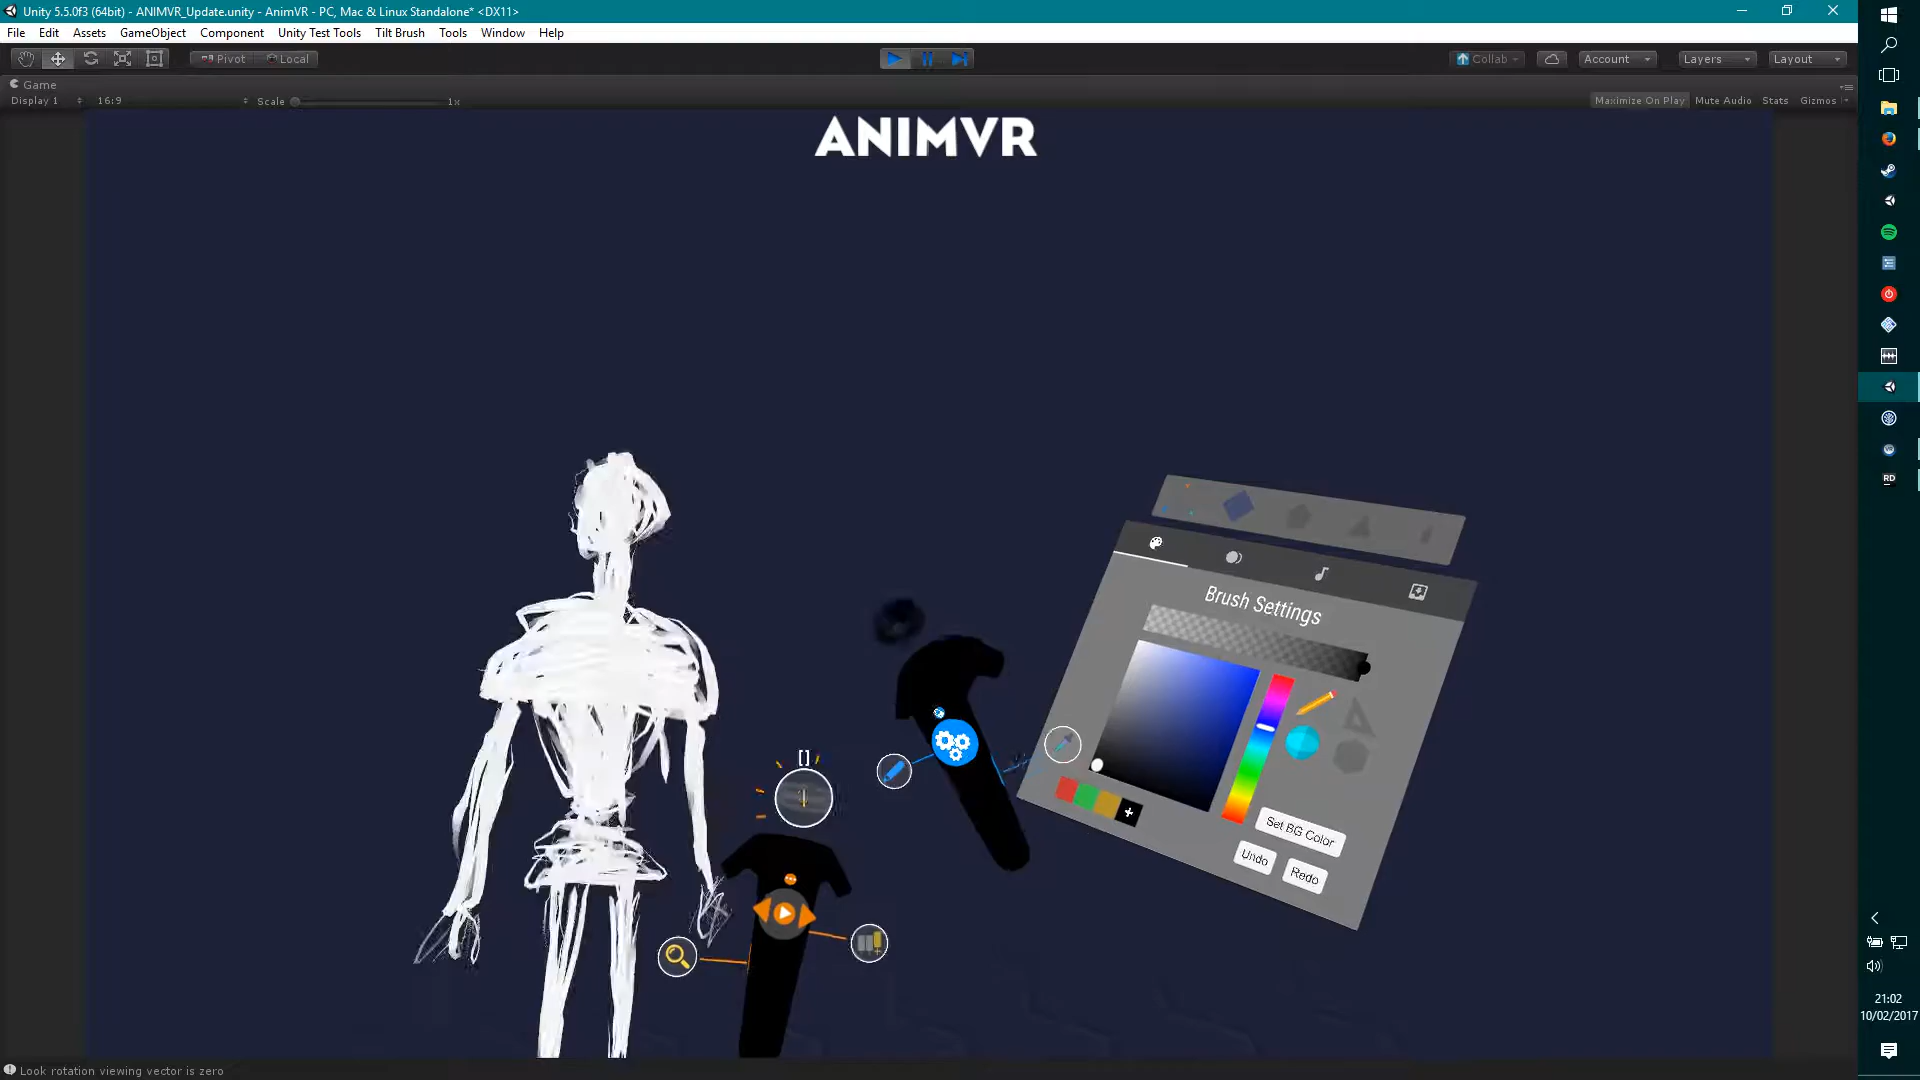 Unity 5.5.0f3 (64bit) - ANIMVR_Update.unity - AnimVR - PC, Mac & Linux Standalone* <DX11>
File Edit Assets GameObject Component Unity Test Tools Tilt Brush Tools Window Help
Pivot Local Collab Account Layers Layout
Game
Display 1 16:9 Scale 1x Maximize On Play Mute Audio Stats Gizmos
ANIMVR
Brush Settings
Set BG Color
Undo Redo
[]
RD
21:02
10/02/2017
Look rotation viewing vector is zero